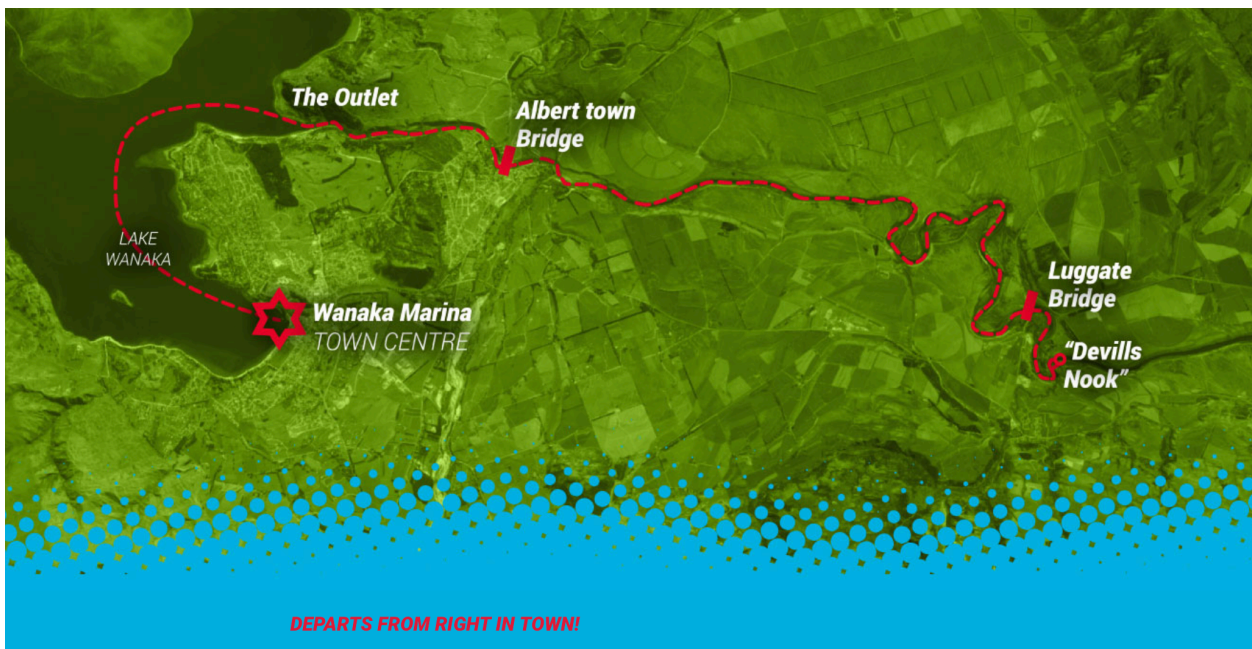 The Outlet
Albert town
Bridge
LAKE
WANAKA
Wanaka Marina
TOWN CENTRE
Luggate
Bridge
“Devills
Nook”
DEPARTS FROM RIGHT IN TOWN!